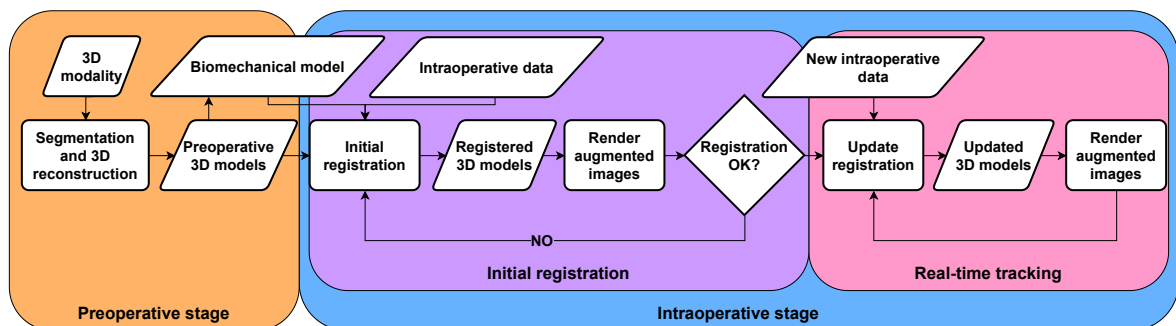 3D
modality
Biomechanical model
Intraoperative data
New intraoperative
data
Segmentation
and 3D
reconstruction
Preoperative
3D models
Initial
registration
Registered
3D models
Render
augmented
images
Registration
OK?
Update
registration
Updated
3D models
Render
augmented
images
NO
Initial registration
Real-time tracking
Preoperative stage
Intraoperative stage